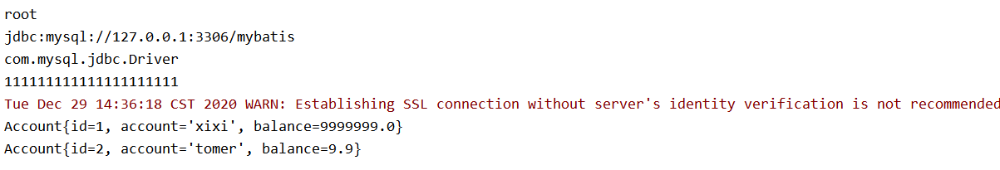 root
jdbc:mysql://127.0.0.1:3306/mybatis
com.mysql.jdbc.Driver
111111111111111111111
Tue Dec 29 14:36:18 CST 2020 WARN: Establishing SSL connection without server's identity verification is not recommended
Account{id=1, account='xixi', balance=9999999.0}
Account{id=2, account='tomer', balance=9.9}